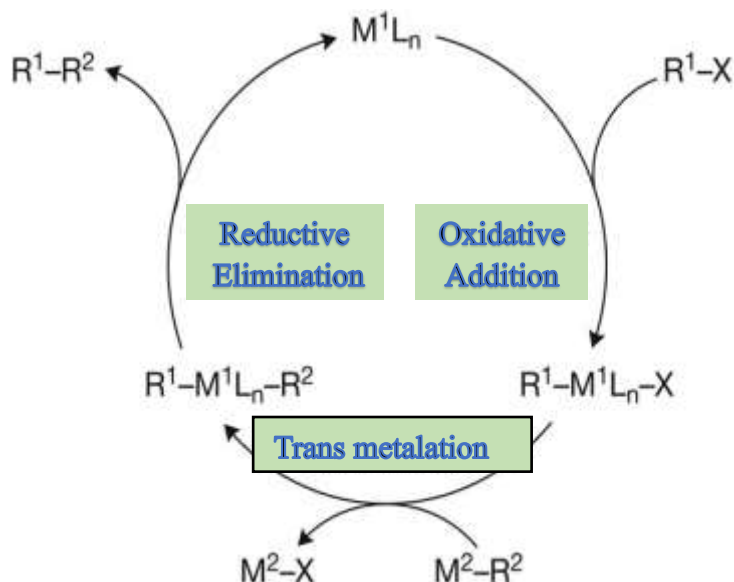 M¹Lₙ
R¹–R²
R¹–X
Reductive
Elimination
Oxidative
Addition
R¹–M¹Lₙ–R²
R¹–M¹Lₙ–X
Trans metalation
M²–X
M²–R²